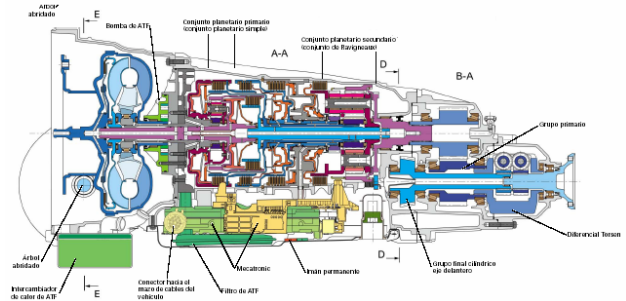 Árbol
abridado
E
Bomba de ATF
Conjunto planetario primario
(conjunto planetario simple)
A-A
Conjunto planetario secundario
(conjunto de Ravigneaux)
D
B-A
Grupo primario
Árbol
abridado
Intercambiador
de calor de ATF
E
Conector hacia el
mazo de cables del
vehículo
Filtro de ATF
Mecatronic
Imán permanente
D
Grupo final cilíndrico
eje delantero
Diferencial Torsen